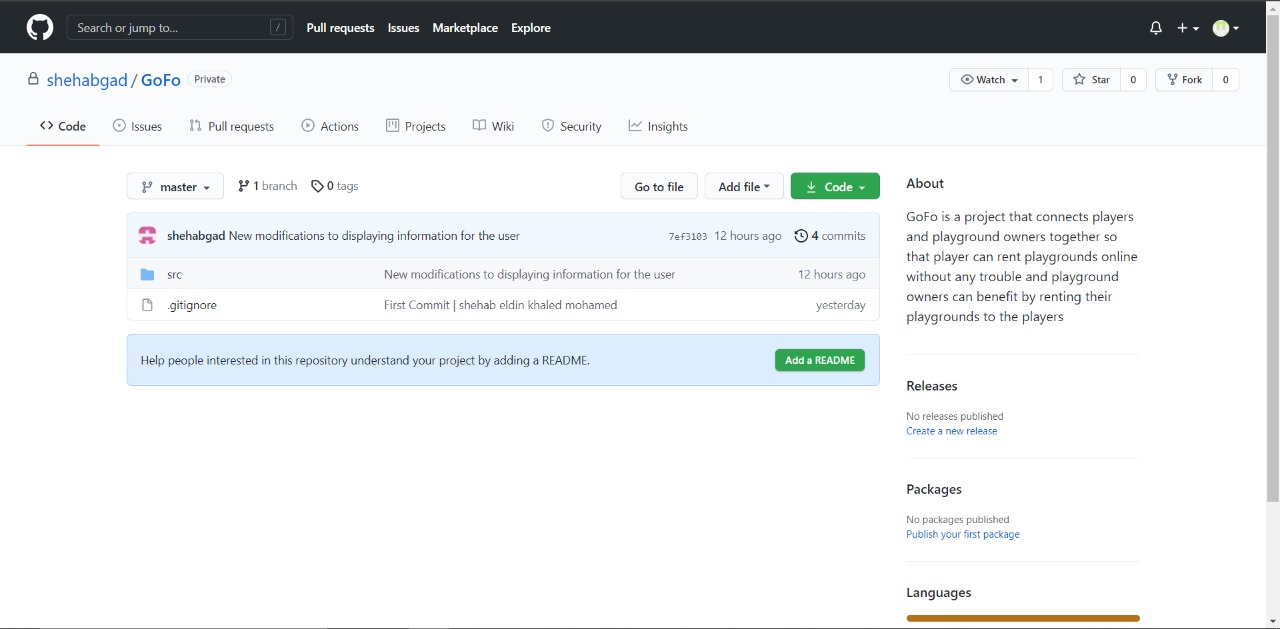 Search or jump to... /
Pull requests Issues Marketplace Explore
shehabgad / GoFo Private
Watch 1 Star 0 Fork 0
Code Issues Pull requests Actions Projects Wiki Security Insights
master 1 branch 0 tags Go to file Add file Code
shehabgad New modifications to displaying information for the user 7ef3103 12 hours ago 4 commits
src New modifications to displaying information for the user 12 hours ago
.gitignore First Commit | shehab eldin khaled mohamed yesterday
Help people interested in this repository understand your project by adding a README. Add a README
About
GoFo is a project that connects players
and playground owners together so
that player can rent playgrounds online
without any trouble and playground
owners can benefit by renting their
playgrounds to the players
Releases
No releases published
Create a new release
Packages
No packages published
Publish your first package
Languages